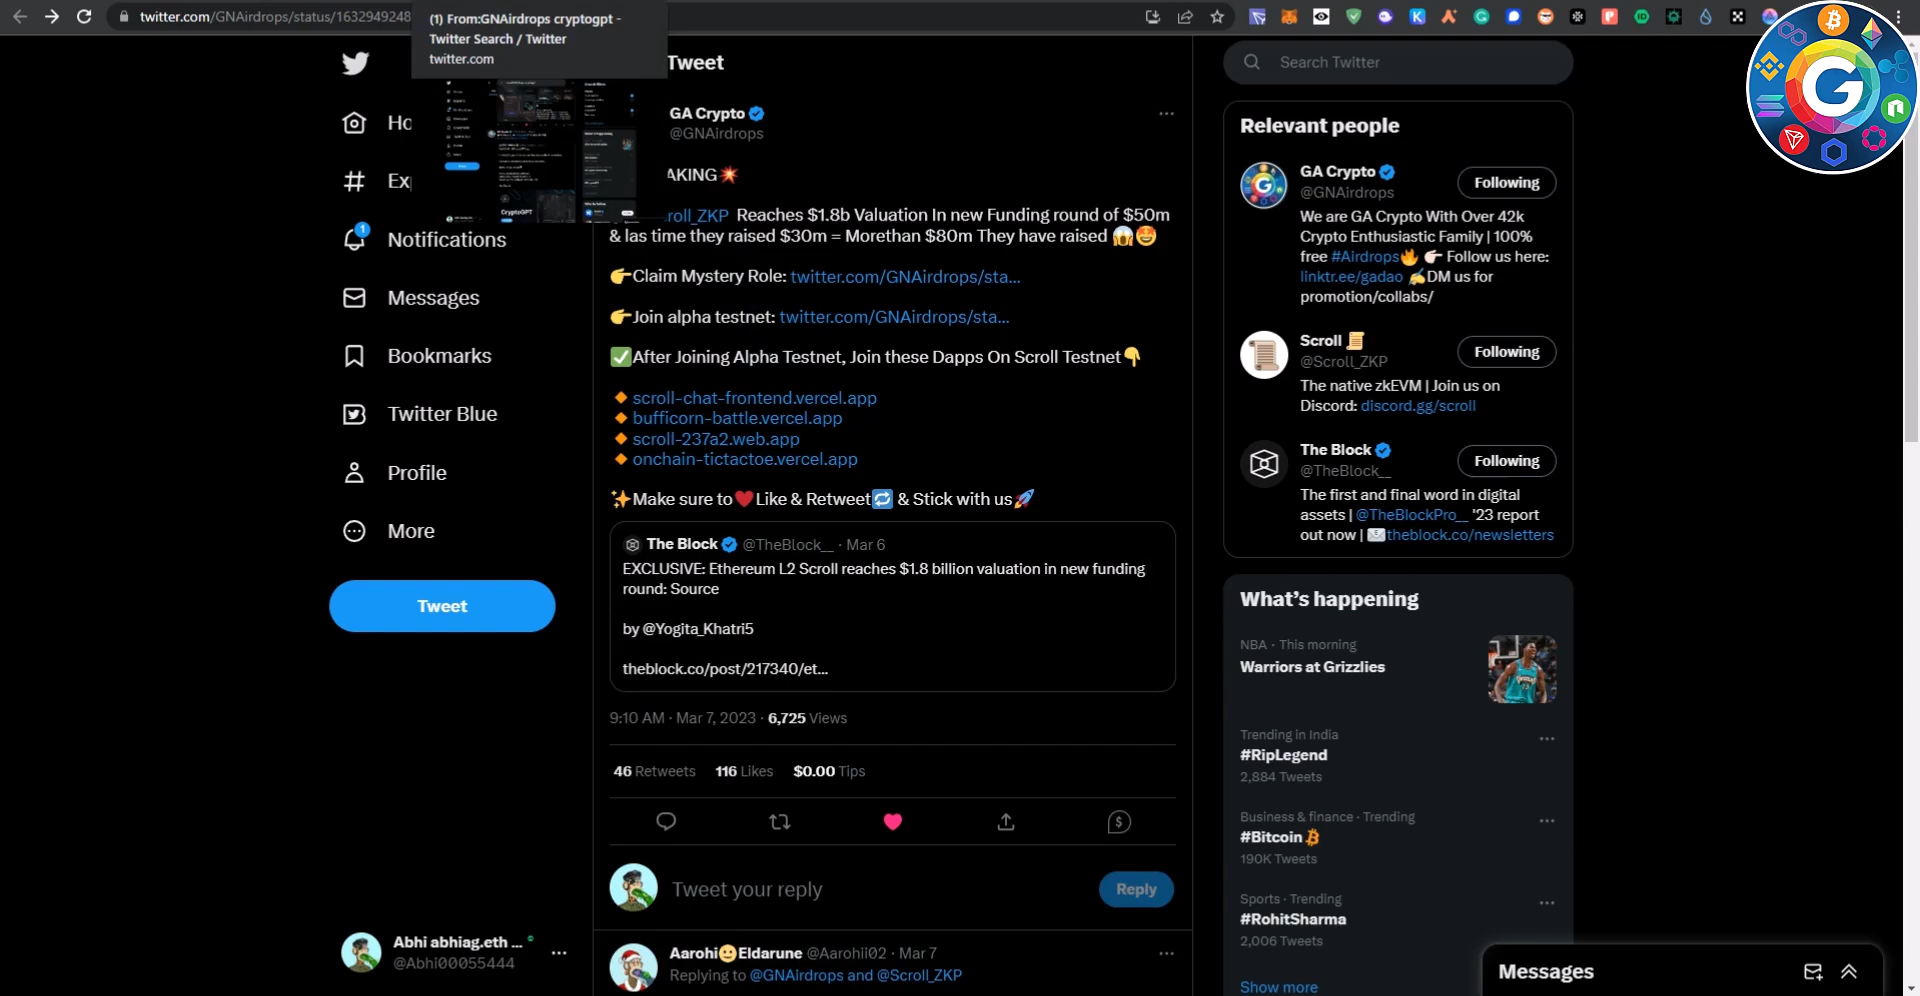 twitter.com/GNAirdrops/status/1632949248
(1) From:GNAirdrops cryptogpt -
Twitter Search / Twitter
twitter.com
Tweet
Search Twitter
Ho
Exp
1
Notifications
Messages
Bookmarks
Twitter Blue
Profile
More
Tweet
GA Crypto
@GNAirdrops
AKING💥
roll_ZKP Reaches $1.8b Valuation In new Funding round of $50m
& las time they raised $30m = Morethan $80m They have raised 😱🤩
👉Claim Mystery Role: twitter.com/GNAirdrops/sta...
👉Join alpha testnet: twitter.com/GNAirdrops/sta...
✅After Joining Alpha Testnet, Join these Dapps On Scroll Testnet👇
🔸scroll-chat-frontend.vercel.app
🔸bufficorn-battle.vercel.app
🔸scroll-237a2.web.app
🔸onchain-tictactoe.vercel.app
✨Make sure to❤️Like & Retweet🔁 & Stick with us🚀
The Block @TheBlock__ · Mar 6
EXCLUSIVE: Ethereum L2 Scroll reaches $1.8 billion valuation in new funding
round: Source
by @Yogita_Khatri5
theblock.co/post/217340/et...
9:10 AM · Mar 7, 2023 · 6,725 Views
46 Retweets 116 Likes $0.00 Tips
Tweet your reply
Reply
Aarohi🙂Eldarune @Aarohii02 · Mar 7
Replying to @GNAirdrops and @Scroll_ZKP
Abhi abhiag.eth ...
@Abhi00055444
Relevant people
GA Crypto
@GNAirdrops
Following
We are GA Crypto With Over 42k
Crypto Enthusiastic Family | 100%
free #Airdrops🔥 👉🏻 Follow us here:
linktr.ee/gadao ✍️DM us for
promotion/collabs/
Scroll 📜
@Scroll_ZKP
Following
The native zkEVM | Join us on
Discord: discord.gg/scroll
The Block
@TheBlock__
Following
The first and final word in digital
assets | @TheBlockPro__ '23 report
out now | 📨theblock.co/newsletters
What's happening
NBA · This morning
Warriors at Grizzlies
Trending in India
#RipLegend
2,884 Tweets
Business & finance · Trending
#Bitcoin
190K Tweets
Sports · Trending
#RohitSharma
2,006 Tweets
Show more
Messages